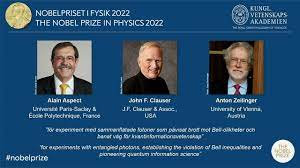 NOBELPRISET I FYSIK 2022
THE NOBEL PRIZE IN PHYSICS 2022
KUNGL.
VETENSKAPS-
AKADEMIEN
THE ROYAL SWEDISH ACADEMY OF SCIENCES
Alain Aspect
Université Paris-Saclay &
École Polytechnique, France
John F. Clauser
J.F. Clauser & Assoc.,
USA
Anton Zeilinger
University of Vienna,
Austria
"för experiment med sammanflätade fotoner som påvisat brott mot Bell-olikheter och
banat väg för kvantinformationsvetenskap"
"for experiments with entangled photons, establishing the violation of Bell inequalities and
pioneering quantum information science"
#nobelprize
THE
NOBEL
PRIZE